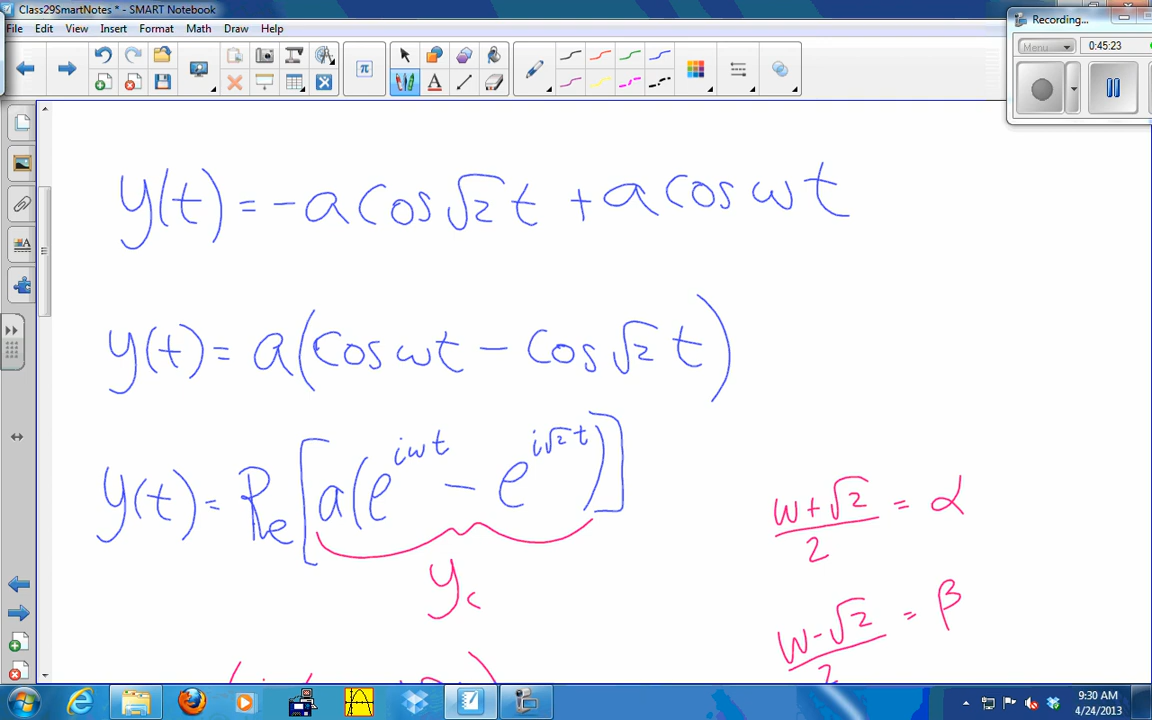 Class29SmartNotes * - SMART Notebook
File Edit View Insert Format Math Draw Help
Recording...
Menu
0:45:23
π
A
y(t) = -a cos √2 t + a cos ωt
y(t) = a(cos ωt - cos √2 t)
y(t) = Re[a(e^{iωt} - e^{i√2 t})]
y_c
(ω+√2)/2 = α
(ω-√2)/2 = β
9:30 AM
4/24/2013